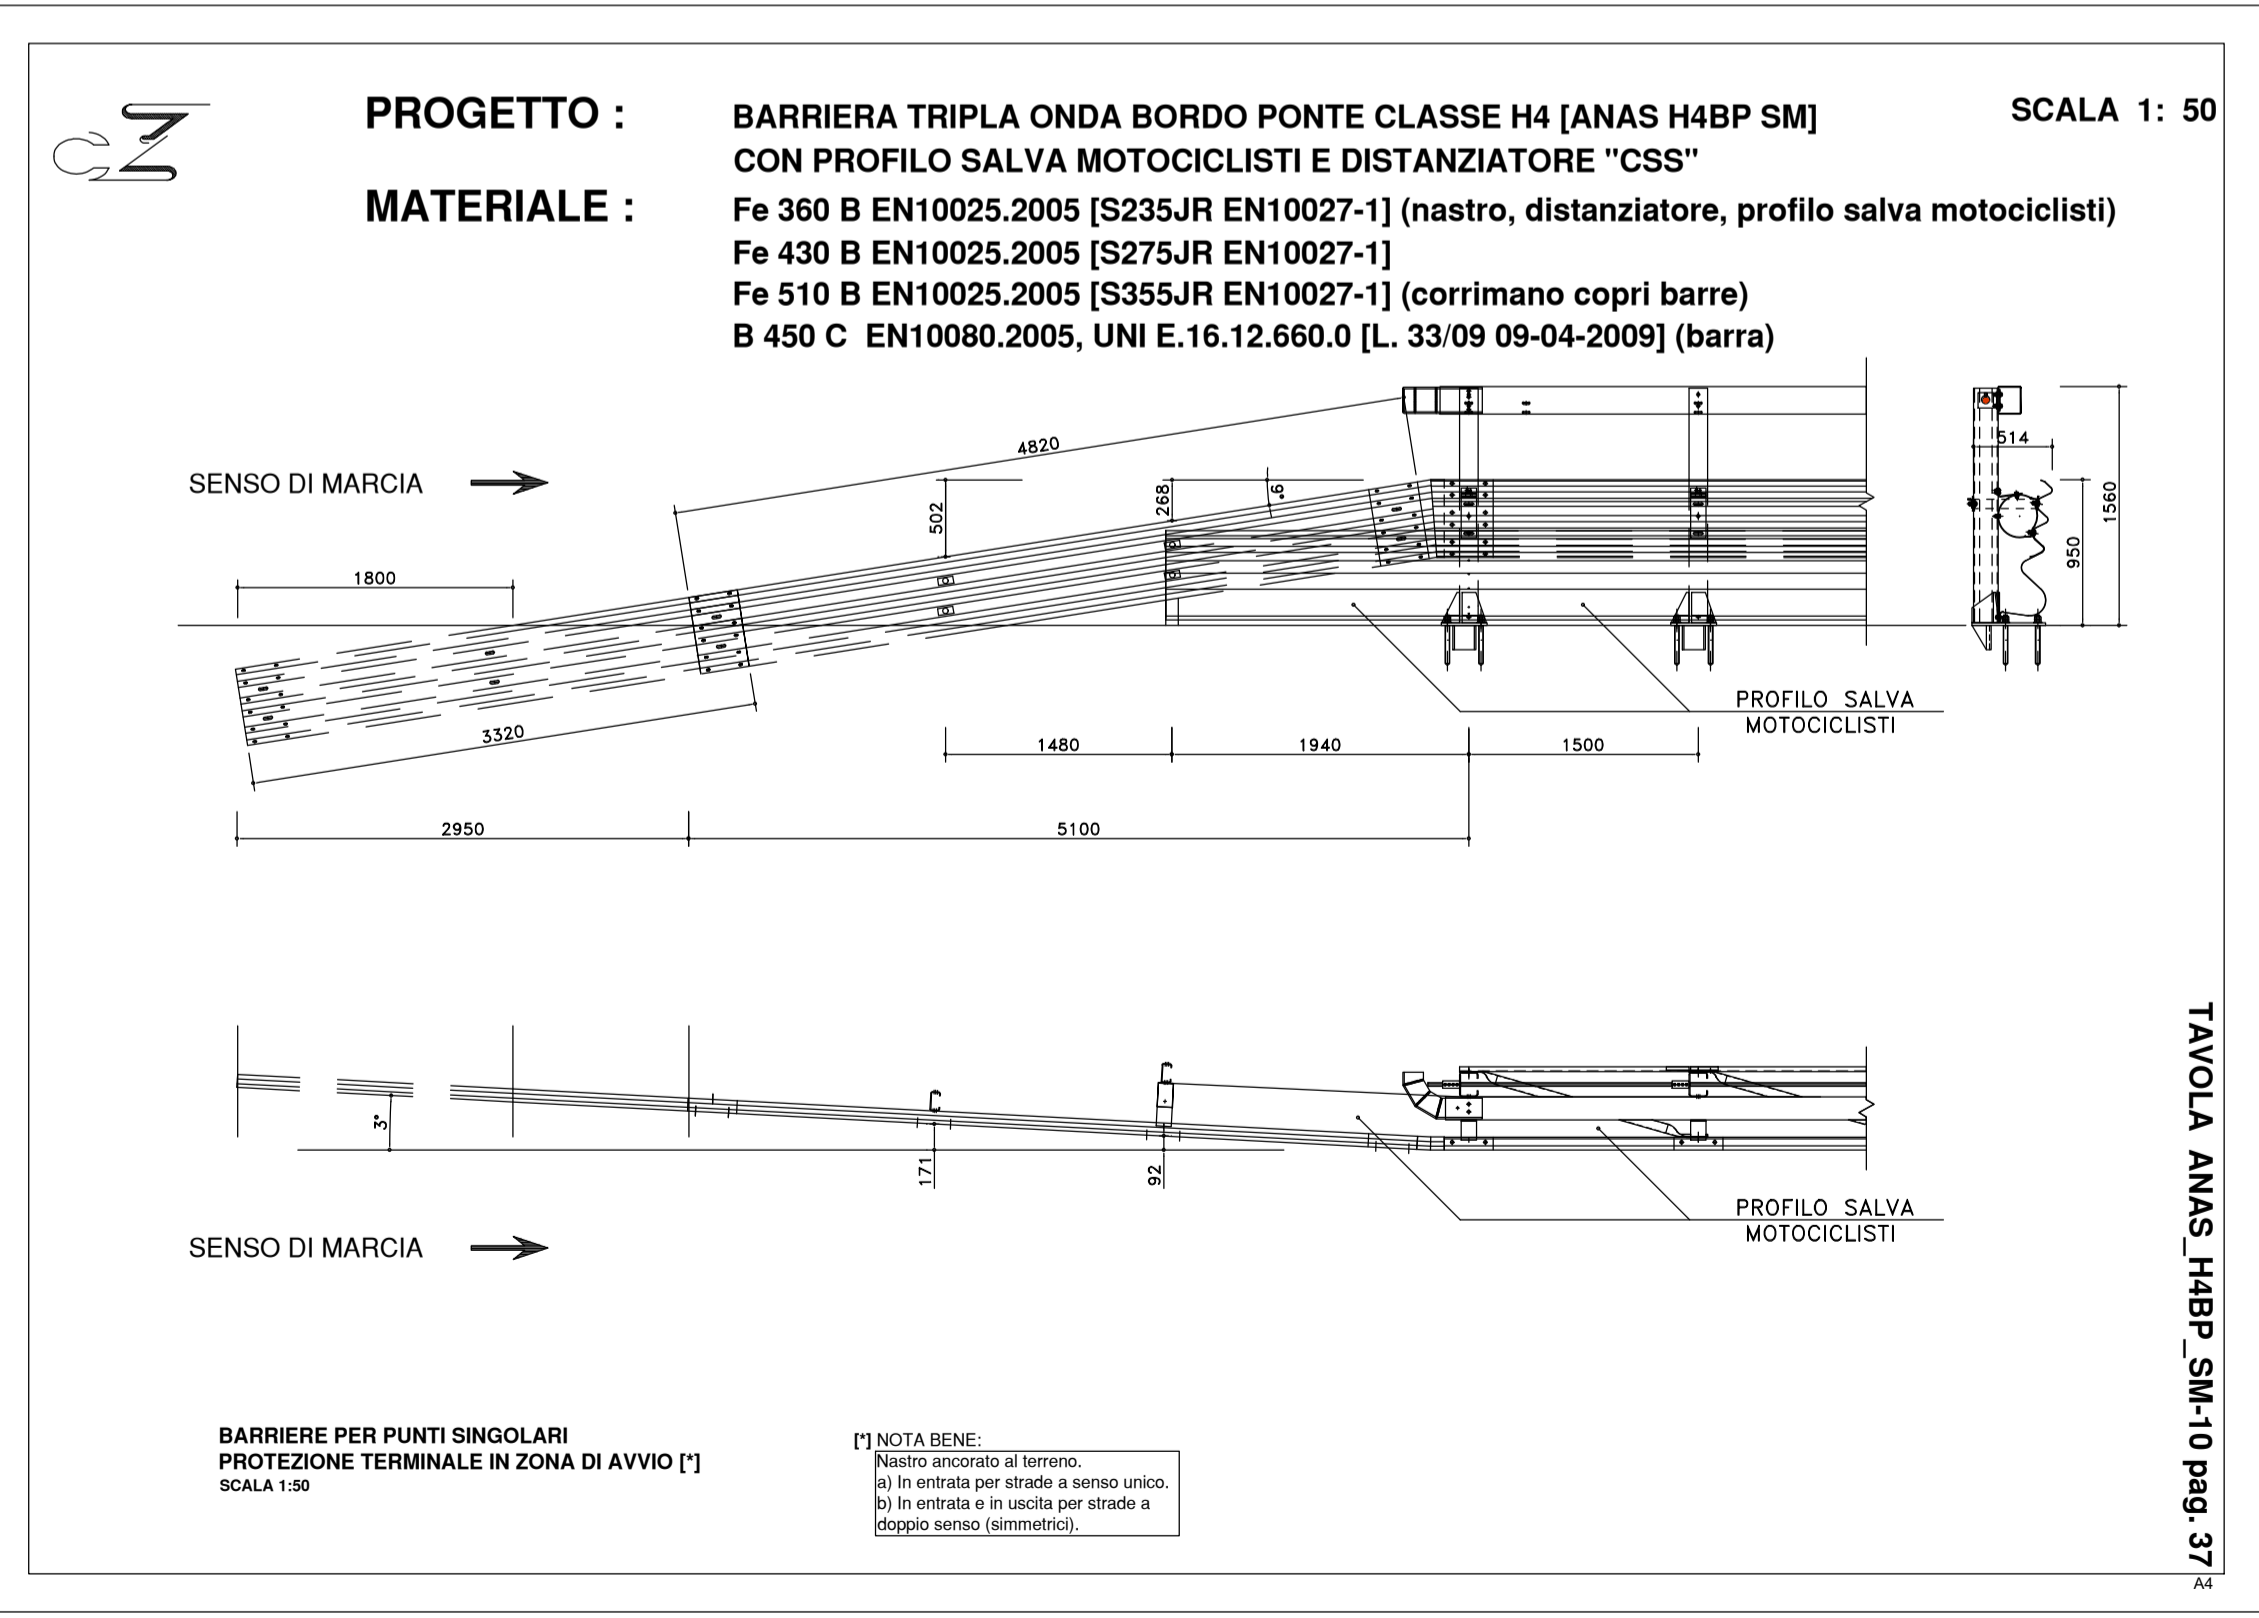 CZ
PROGETTO :
BARRIERA TRIPLA ONDA BORDO PONTE CLASSE H4 [ANAS H4BP SM]
SCALA 1: 50
CON PROFILO SALVA MOTOCICLISTI E DISTANZIATORE "CSS"
MATERIALE :
Fe 360 B EN10025.2005 [S235JR EN10027-1] (nastro, distanziatore, profilo salva motociclisti)
Fe 430 B EN10025.2005 [S275JR EN10027-1]
Fe 510 B EN10025.2005 [S355JR EN10027-1] (corrimano copri barre)
B 450 C EN10080.2005, UNI E.16.12.660.0 [L. 33/09 09-04-2009] (barra)
SENSO DI MARCIA
4820
502
268
9°
514
1560
950
1800
3320
PROFILO SALVA
MOTOCICLISTI
1480
1940
1500
2950
5100
3°
171
92
PROFILO SALVA
MOTOCICLISTI
SENSO DI MARCIA
BARRIERE PER PUNTI SINGOLARI
PROTEZIONE TERMINALE IN ZONA DI AVVIO [*]
SCALA 1:50
[*] NOTA BENE:
Nastro ancorato al terreno.
a) In entrata per strade a senso unico.
b) In entrata e in uscita per strade a
doppio senso (simmetrici).
TAVOLA ANAS_H4BP_SM-10 pag. 37
A4